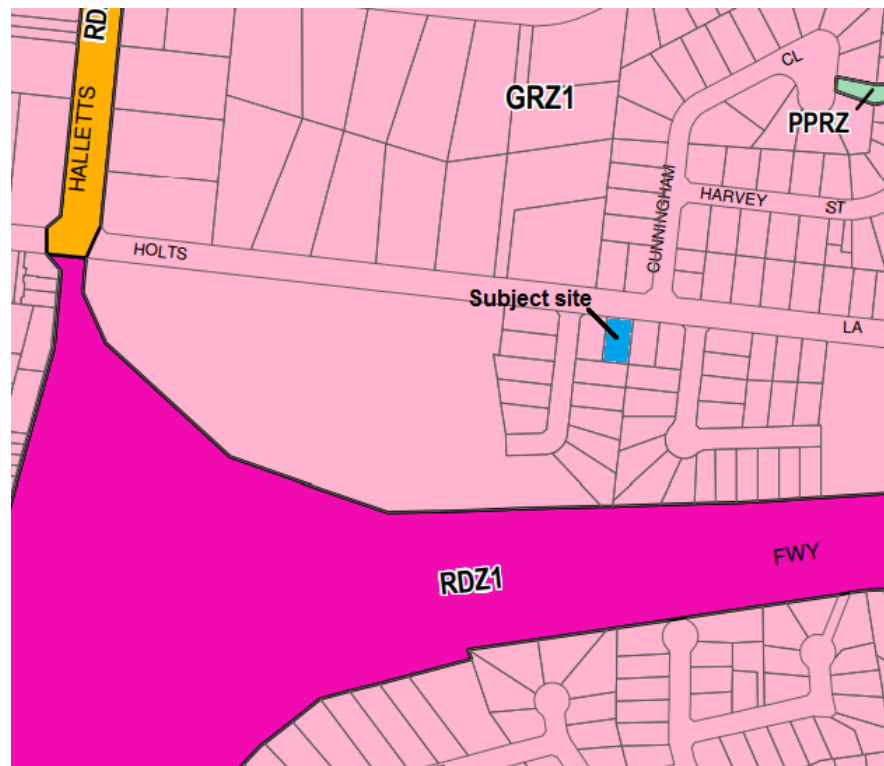 RD
HALLETTS
GRZ1
CL
PPRZ
CUNNINGHAM
HARVEY ST
HOLTS
Subject site
LA
RDZ1
FWY